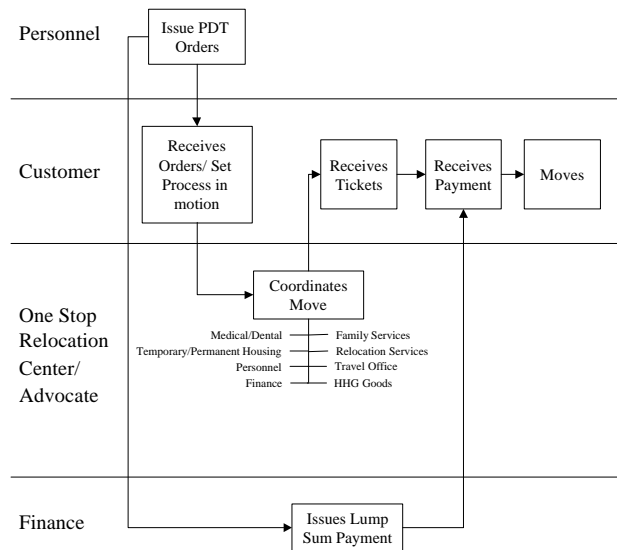 Personnel
Issue PDT
Orders
Customer
Receives
Orders/ Set
Process in
motion
Receives
Tickets
Receives
Payment
Moves
One Stop
Relocation
Center/
Advocate
Coordinates
Move
Medical/Dental
Family Services
Temporary/Permanent Housing
Relocation Services
Personnel
Travel Office
Finance
HHG Goods
Finance
Issues Lump
Sum Payment